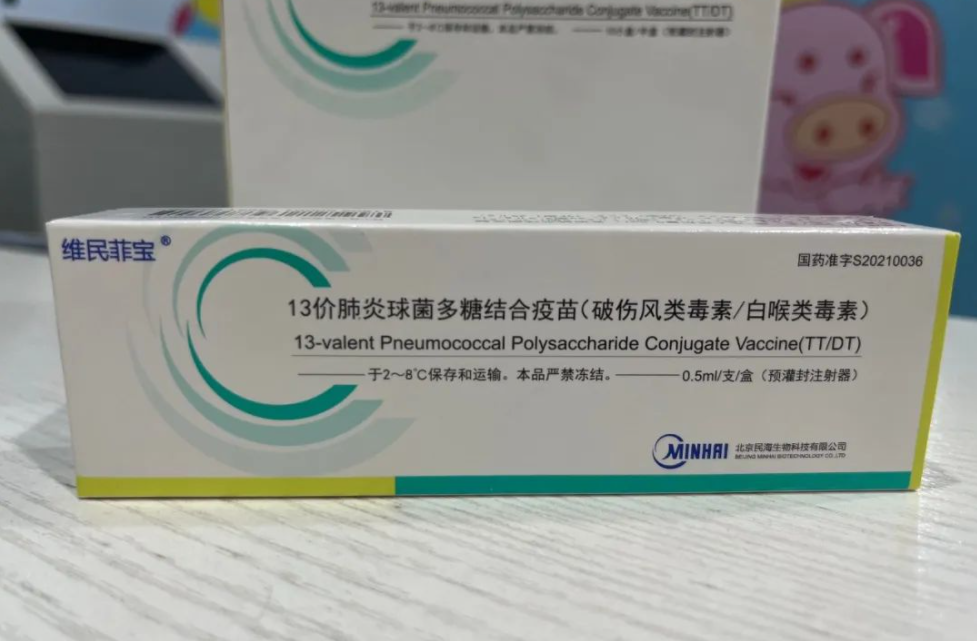 13-valent Pneumococcal Polysaccharide Conjugate Vaccine(TT/DT)
维民菲宝®
国药准字S20210036
13价肺炎球菌多糖结合疫苗（破伤风类毒素/白喉类毒素）
13-valent Pneumococcal Polysaccharide Conjugate Vaccine(TT/DT)
于2～8℃保存和运输。本品严禁冻结。 0.5ml/支/盒（预灌封注射器）
MINHAI 北京民海生物科技有限公司
BEIJING MINHAI BIOTECHNOLOGY CO.,LTD